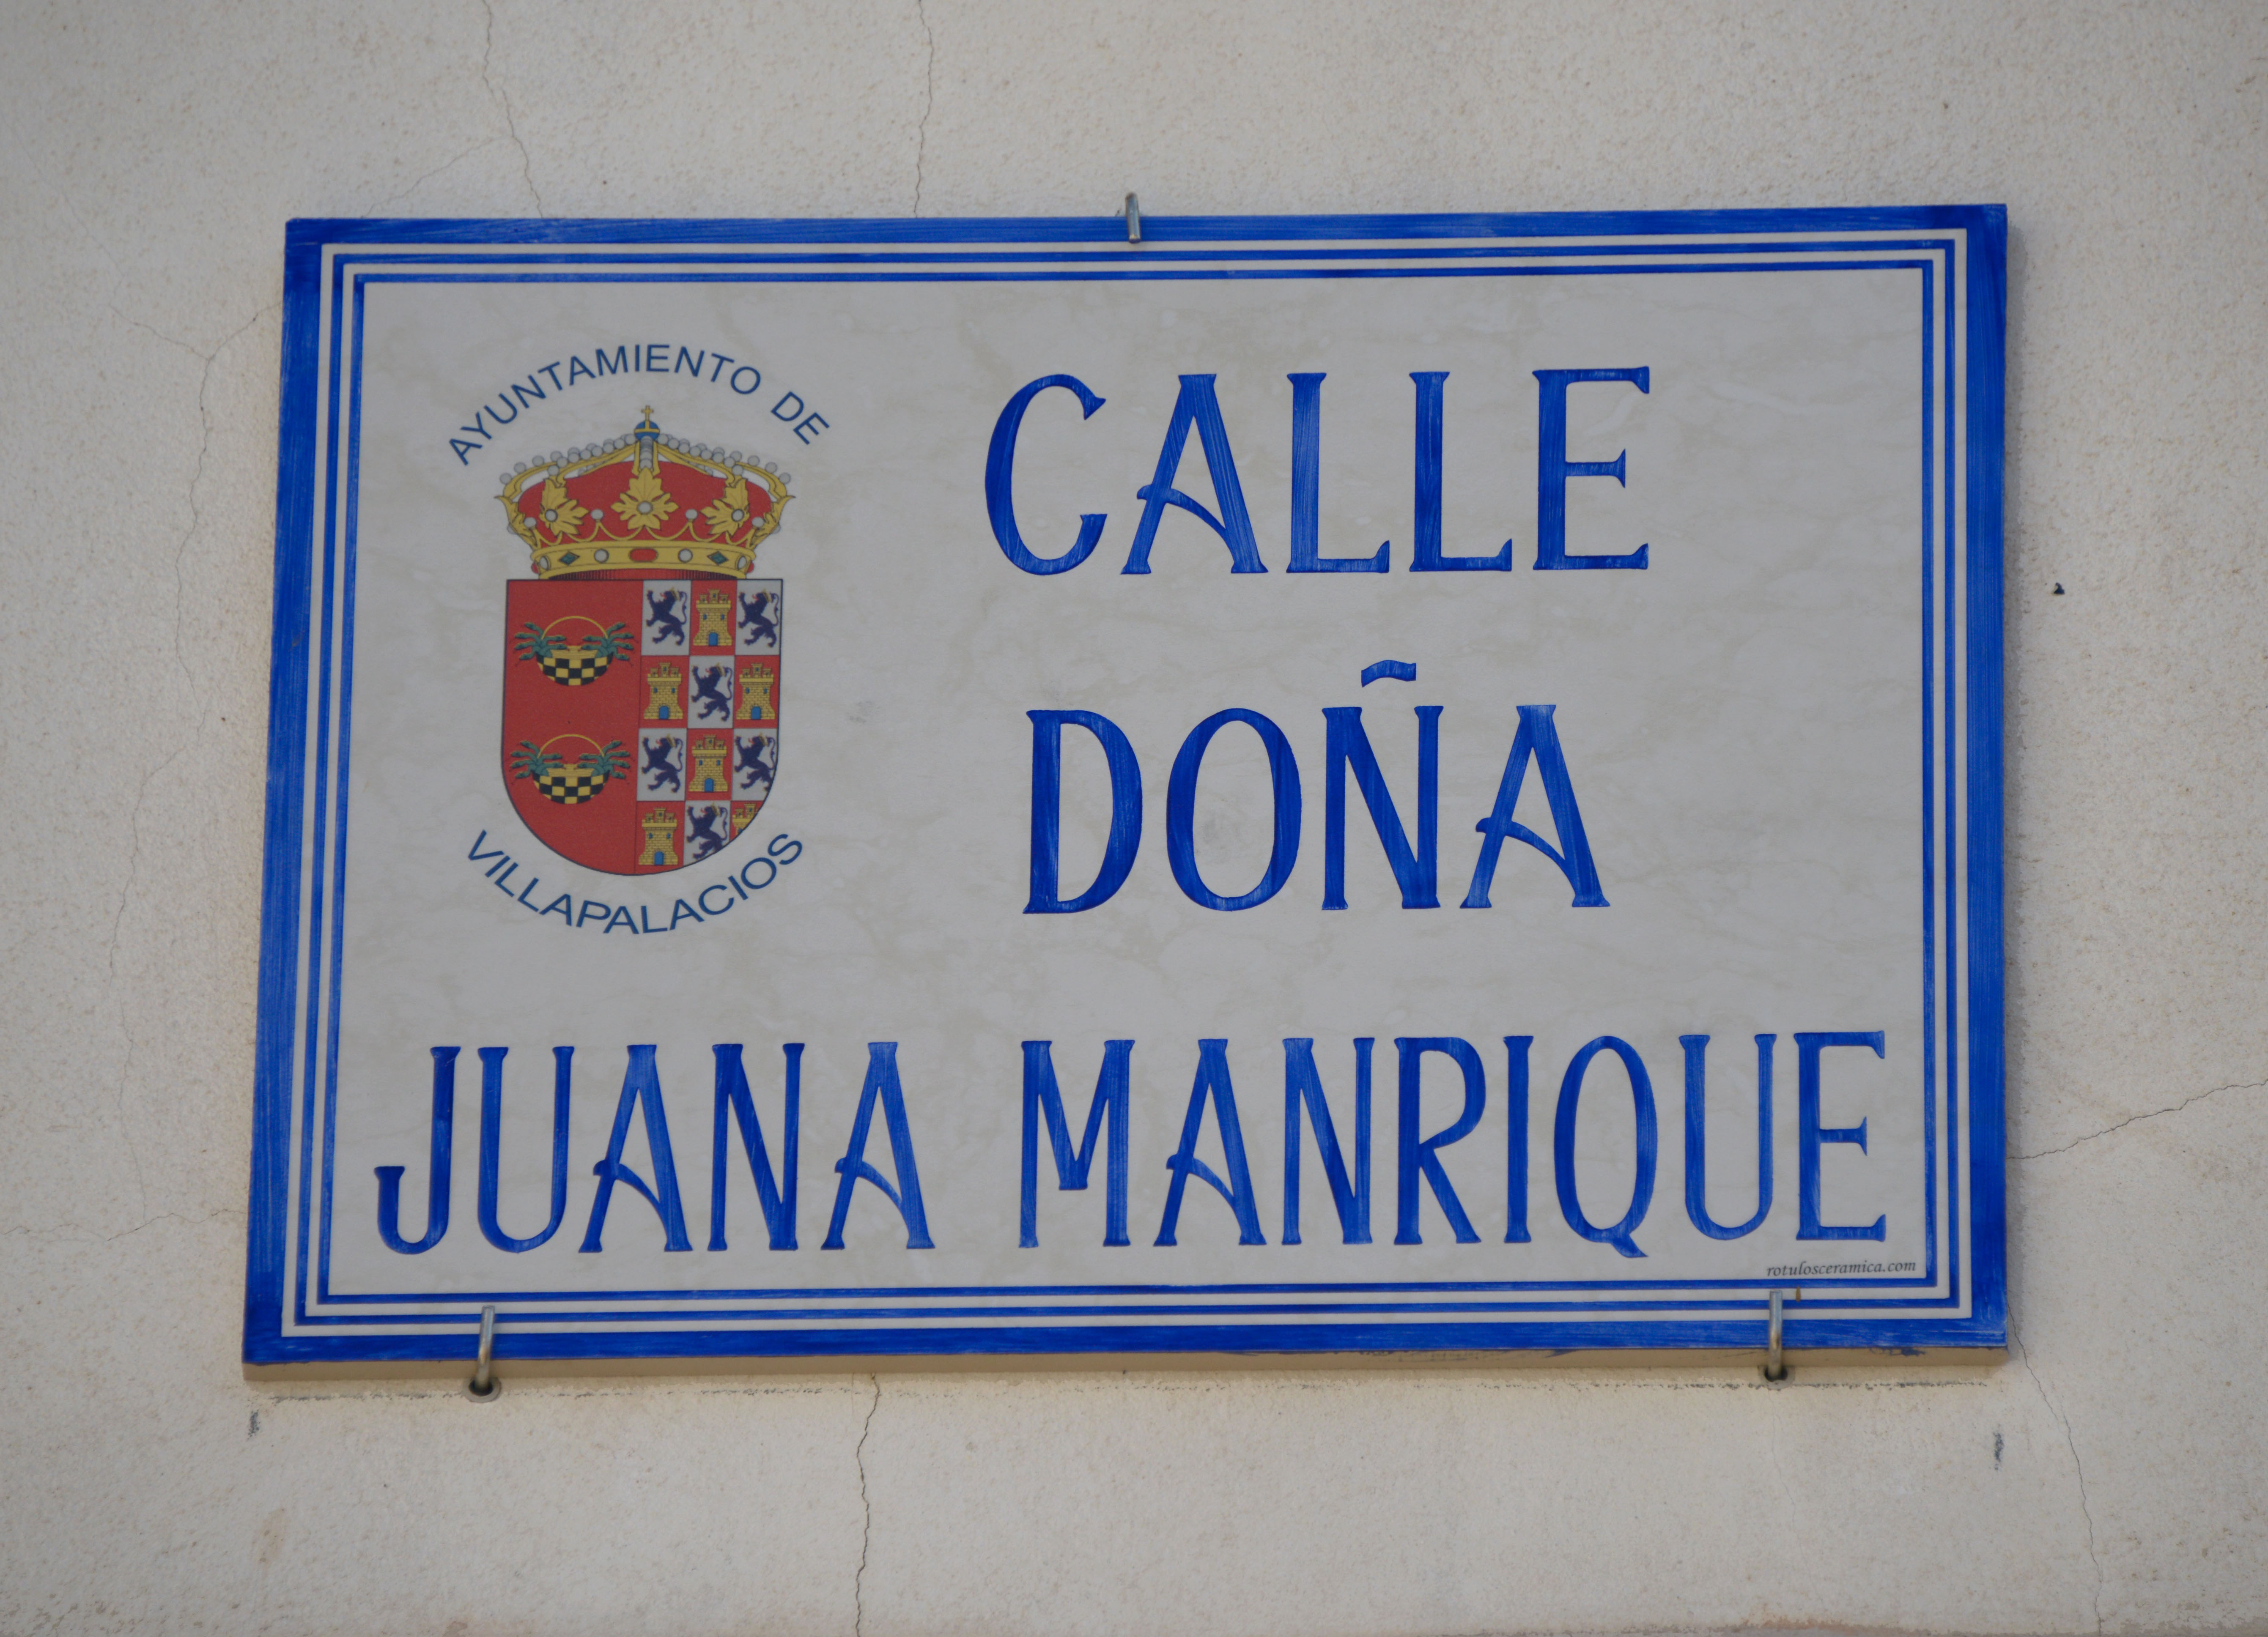 AYUNTAMIENTO DE
VILLAPALACIOS
CALLE
DOÑA
JUANA MANRIQUE
rotulosceramica.com